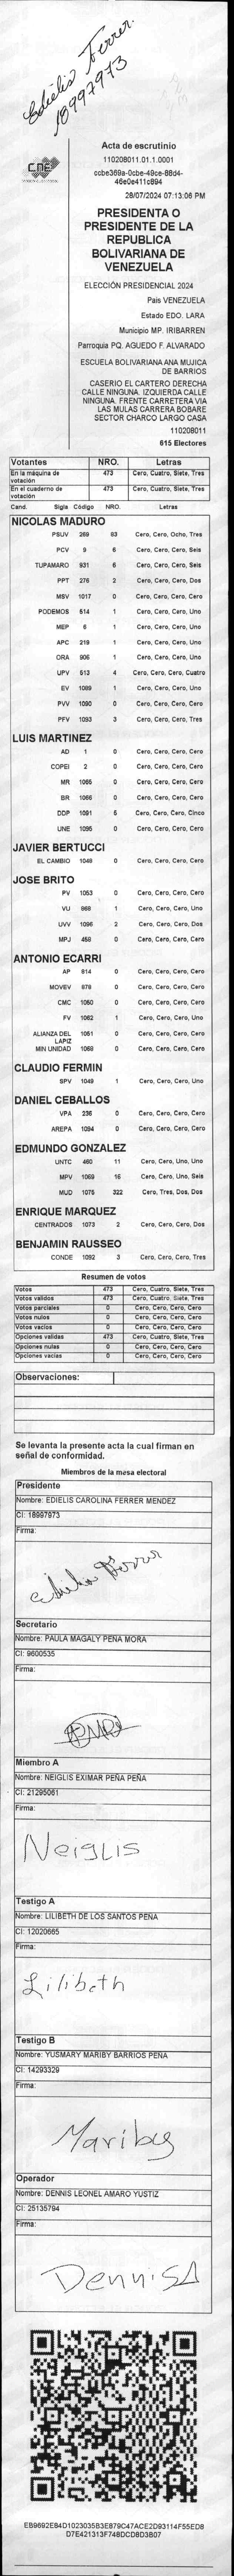 Edielis Ferrer.
18997973
CNE
Acta de escrutinio
110208011.01.1.0001
ccbe369a-0cbe-49ce-88d4-
46e0e411c894
28/07/2024 07:13:06 PM
PRESIDENTA O
PRESIDENTE DE LA
REPUBLICA
BOLIVARIANA DE
VENEZUELA
ELECCIÓN PRESIDENCIAL 2024
Pais VENEZUELA
Estado EDO. LARA
Municipio MP. IRIBARREN
Parroquia PQ. AGUEDO F. ALVARADO
ESCUELA BOLIVARIANA ANA MUJICA
DE BARRIOS
CASERIO EL CARTERO DERECHA
CALLE NINGUNA. IZQUIERDA CALLE
NINGUNA. FRENTE CARRETERA VIA
LAS MULAS CARRERA BOBARE
SECTOR CHARCO LARGO CASA
110208011
615 Electores
Votantes NRO. Letras
En la máquina de votación 473 Cero, Cuatro, Siete, Tres
En el cuaderno de votación 473 Cero, Cuatro, Siete, Tres
Cand. Sigla Código NRO. Letras
NICOLAS MADURO
PSUV 269 83 Cero, Cero, Ocho, Tres
PCV 9 6 Cero, Cero, Cero, Seis
TUPAMARO 931 6 Cero, Cero, Cero, Seis
PPT 276 2 Cero, Cero, Cero, Dos
MSV 1017 0 Cero, Cero, Cero, Cero
PODEMOS 514 1 Cero, Cero, Cero, Uno
MEP 6 1 Cero, Cero, Cero, Uno
APC 219 1 Cero, Cero, Cero, Uno
ORA 906 1 Cero, Cero, Cero, Uno
UPV 513 4 Cero, Cero, Cero, Cuatro
EV 1089 1 Cero, Cero, Cero, Uno
PVV 1090 0 Cero, Cero, Cero, Cero
PFV 1093 3 Cero, Cero, Cero, Tres
LUIS MARTINEZ
AD 1 0 Cero, Cero, Cero, Cero
COPEI 2 0 Cero, Cero, Cero, Cero
MR 1065 0 Cero, Cero, Cero, Cero
BR 1066 0 Cero, Cero, Cero, Cero
DDP 1091 5 Cero, Cero, Cero, Cinco
UNE 1095 0 Cero, Cero, Cero, Cero
JAVIER BERTUCCI
EL CAMBIO 1048 0 Cero, Cero, Cero, Cero
JOSE BRITO
PV 1053 0 Cero, Cero, Cero, Cero
VU 868 1 Cero, Cero, Cero, Uno
UVV 1096 2 Cero, Cero, Cero, Dos
MPJ 459 0 Cero, Cero, Cero, Cero
ANTONIO ECARRI
AP 814 0 Cero, Cero, Cero, Cero
MOVEV 879 0 Cero, Cero, Cero, Cero
CMC 1050 0 Cero, Cero, Cero, Cero
FV 1062 1 Cero, Cero, Cero, Uno
ALIANZA DEL LAPIZ 1051 0 Cero, Cero, Cero, Cero
MIN UNIDAD 1068 0 Cero, Cero, Cero, Cero
CLAUDIO FERMIN
SPV 1049 1 Cero, Cero, Cero, Uno
DANIEL CEBALLOS
VPA 236 0 Cero, Cero, Cero, Cero
AREPA 1094 0 Cero, Cero, Cero, Cero
EDMUNDO GONZALEZ
UNTC 460 11 Cero, Cero, Uno, Uno
MPV 1069 16 Cero, Cero, Uno, Seis
MUD 1075 322 Cero, Tres, Dos, Dos
ENRIQUE MARQUEZ
CENTRADOS 1073 2 Cero, Cero, Cero, Dos
BENJAMIN RAUSSEO
CONDE 1092 3 Cero, Cero, Cero, Tres
Resumen de votos
Votos 473 Cero, Cuatro, Siete, Tres
Votos validos 473 Cero, Cuatro, Siete, Tres
Votos parciales 0 Cero, Cero, Cero, Cero
Votos nulos 0 Cero, Cero, Cero, Cero
Votos vacios 0 Cero, Cero, Cero, Cero
Opciones validas 473 Cero, Cuatro, Siete, Tres
Opciones nulas 0 Cero, Cero, Cero, Cero
Opciones vacias 0 Cero, Cero, Cero, Cero
Observaciones:
Se levanta la presente acta la cual firman en
señal de conformidad.
Miembros de la mesa electoral
Presidente
Nombre: EDIELIS CAROLINA FERRER MENDEZ
CI: 18997973
Firma:
Edielis Ferrer
Secretario
Nombre: PAULA MAGALY PEÑA MORA
CI: 9600535
Firma:
Miembro A
Nombre: NEIGLIS EXIMAR PEÑA PEÑA
CI: 21295061
Firma:
Neiglis
Testigo A
Nombre: LILIBETH DE LOS SANTOS PEÑA
CI: 12020665
Firma:
Lilibeth
Testigo B
Nombre: YUSMARY MARIBY BARRIOS PEÑA
CI: 14293329
Firma:
Mariby
Operador
Nombre: DENNIS LEONEL AMARO YUSTIZ
CI: 25135794
Firma:
DennisA
EB9692E84D1023035B3E879C47ACE2D93114F55ED8
D7E421313F748DCD8D3B07